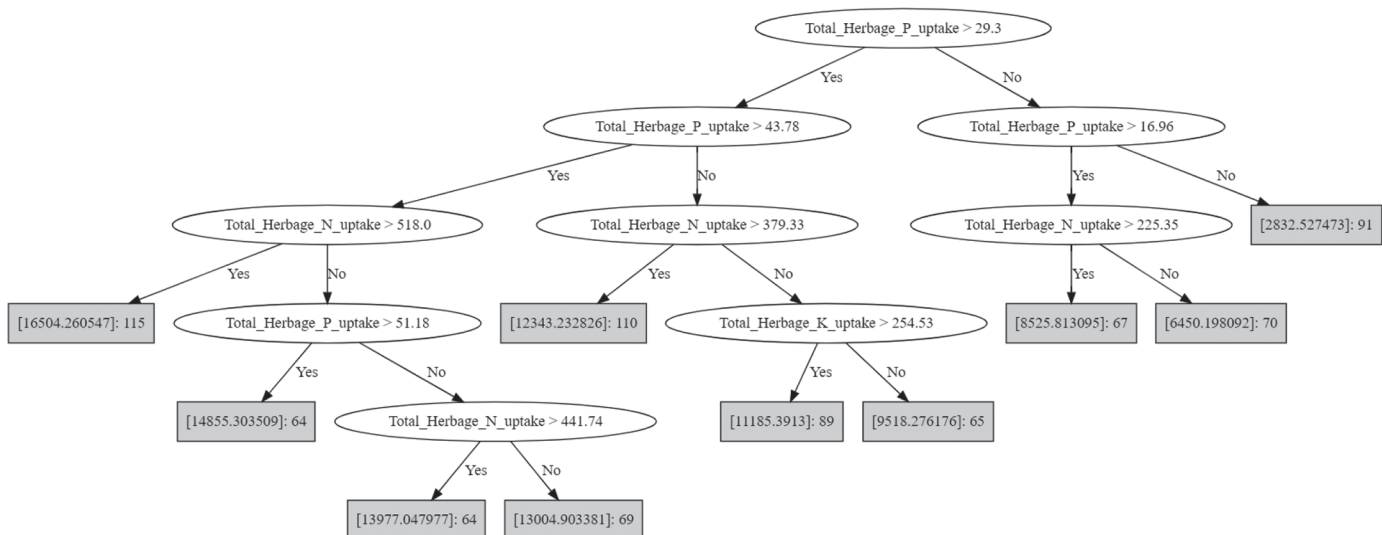 Total_Herbage_P_uptake > 29.3
Yes
No
Total_Herbage_P_uptake > 43.78
Total_Herbage_P_uptake > 16.96
Yes
No
Yes
No
Total_Herbage_N_uptake > 518.0
Total_Herbage_N_uptake > 379.33
Total_Herbage_N_uptake > 225.35
[2832.527473]: 91
Yes
No
Yes
No
Yes
No
[16504.260547]: 115
Total_Herbage_P_uptake > 51.18
[12343.232826]: 110
Total_Herbage_K_uptake > 254.53
[8525.813095]: 67
[6450.198092]: 70
Yes
No
Yes
No
[14855.303509]: 64
Total_Herbage_N_uptake > 441.74
[11185.3913]: 89
[9518.276176]: 65
Yes
No
[13977.047977]: 64
[13004.903381]: 69